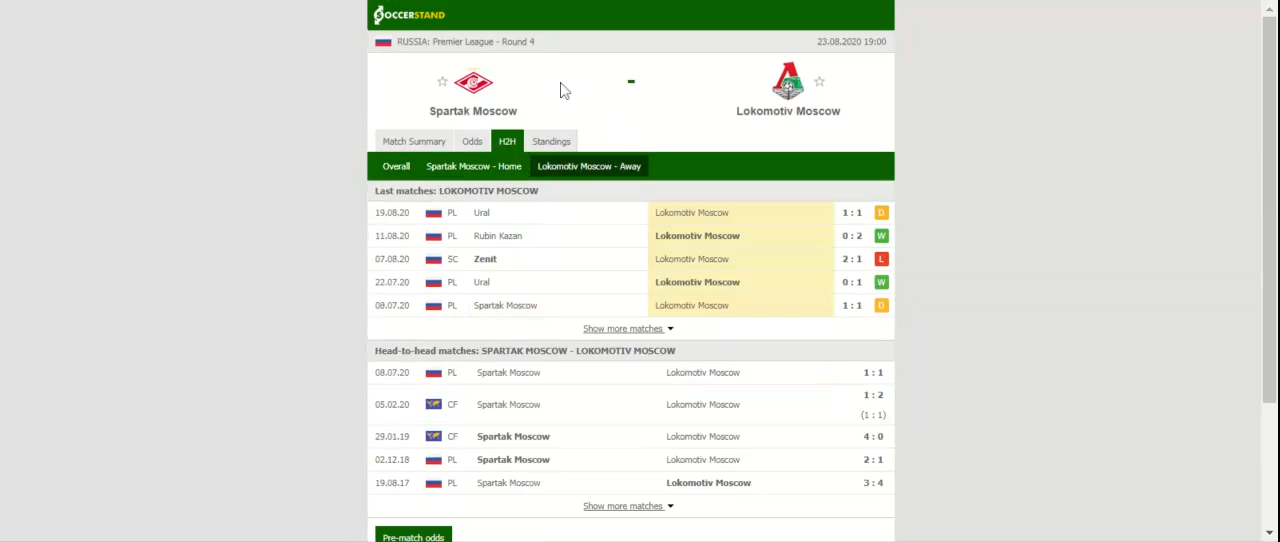 SOCCERSTAND
RUSSIA: Premier League - Round 4 23.08.2020 19:00
-
Spartak Moscow Lokomotiv Moscow
Match Summary Odds H2H Standings
Overall Spartak Moscow - Home Lokomotiv Moscow - Away
Last matches: LOKOMOTIV MOSCOW
19.08.20 PL Ural Lokomotiv Moscow 1 : 1 D
11.08.20 PL Rubin Kazan Lokomotiv Moscow 0 : 2 W
07.08.20 SC Zenit Lokomotiv Moscow 2 : 1 L
22.07.20 PL Ural Lokomotiv Moscow 0 : 1 W
08.07.20 PL Spartak Moscow Lokomotiv Moscow 1 : 1 D
Show more matches
Head-to-head matches: SPARTAK MOSCOW - LOKOMOTIV MOSCOW
08.07.20 PL Spartak Moscow Lokomotiv Moscow 1 : 1
05.02.20 CF Spartak Moscow Lokomotiv Moscow 1 : 2
(1 : 1)
29.01.19 CF Spartak Moscow Lokomotiv Moscow 4 : 0
02.12.18 PL Spartak Moscow Lokomotiv Moscow 2 : 1
19.08.17 PL Spartak Moscow Lokomotiv Moscow 3 : 4
Show more matches
Pre-match odds